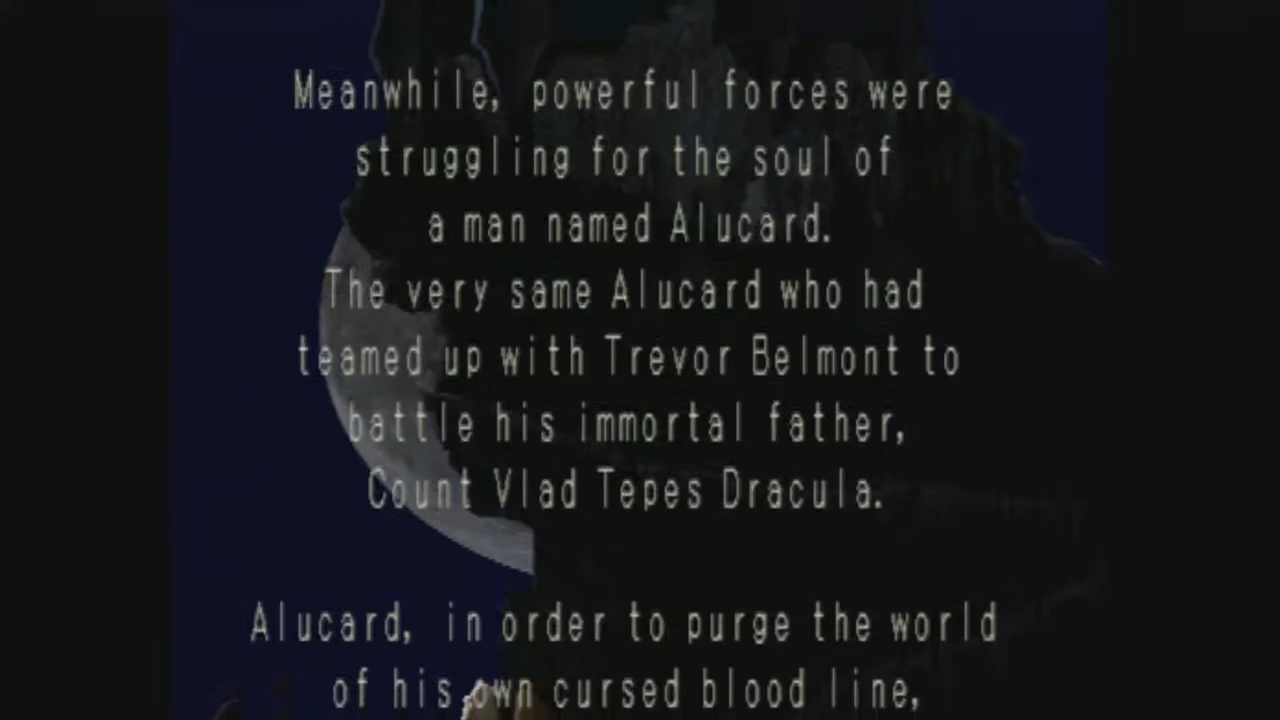 Meanwhile, powerful forces were
struggling for the soul of
a man named Alucard.
The very same Alucard who had
teamed up with Trevor Belmont to
battle his immortal father,
Count Vlad Tepes Dracula.
Alucard, in order to purge the world
of his own cursed blood line,